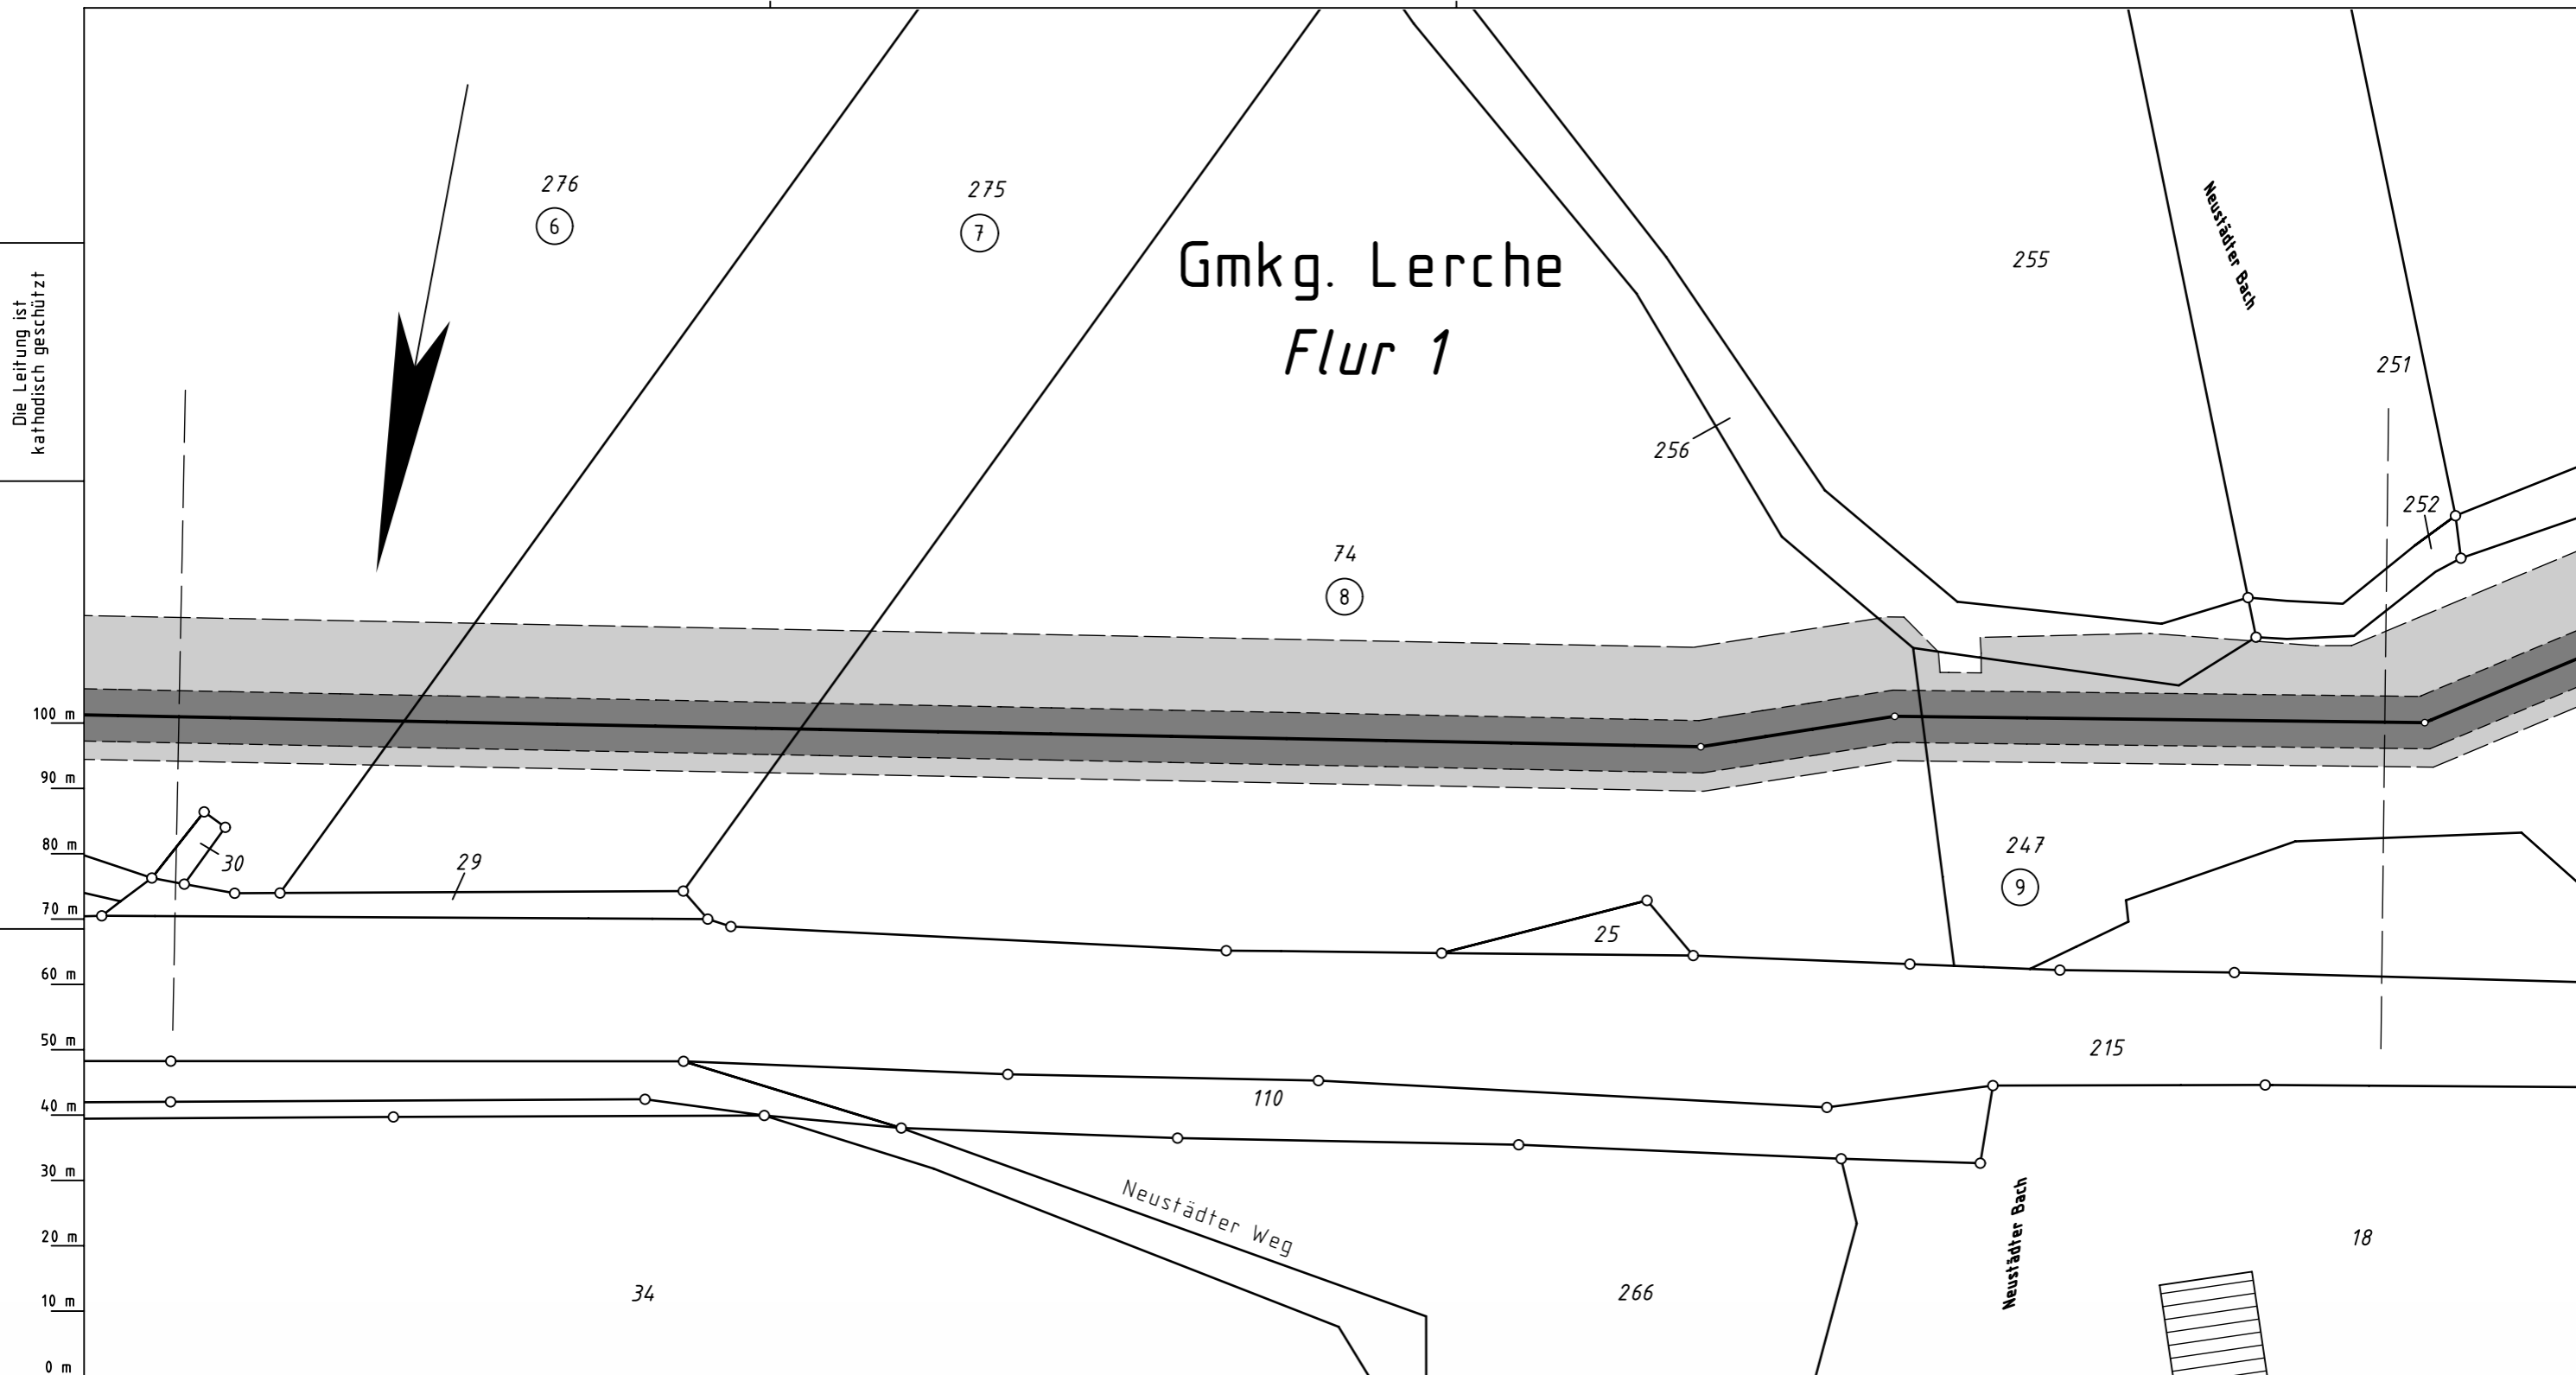 276
6
275
7
Gmkg. Lerche
Flur 1
255
Neustädter Bach
251
256
252
Die Leitung ist
kathodisch geschützt
74
8
100 m
90 m
80 m
70 m
60 m
50 m
40 m
30 m
20 m
10 m
0 m
30
29
25
247
9
215
110
Neustädter Weg
Neustädter Bach
34
266
18